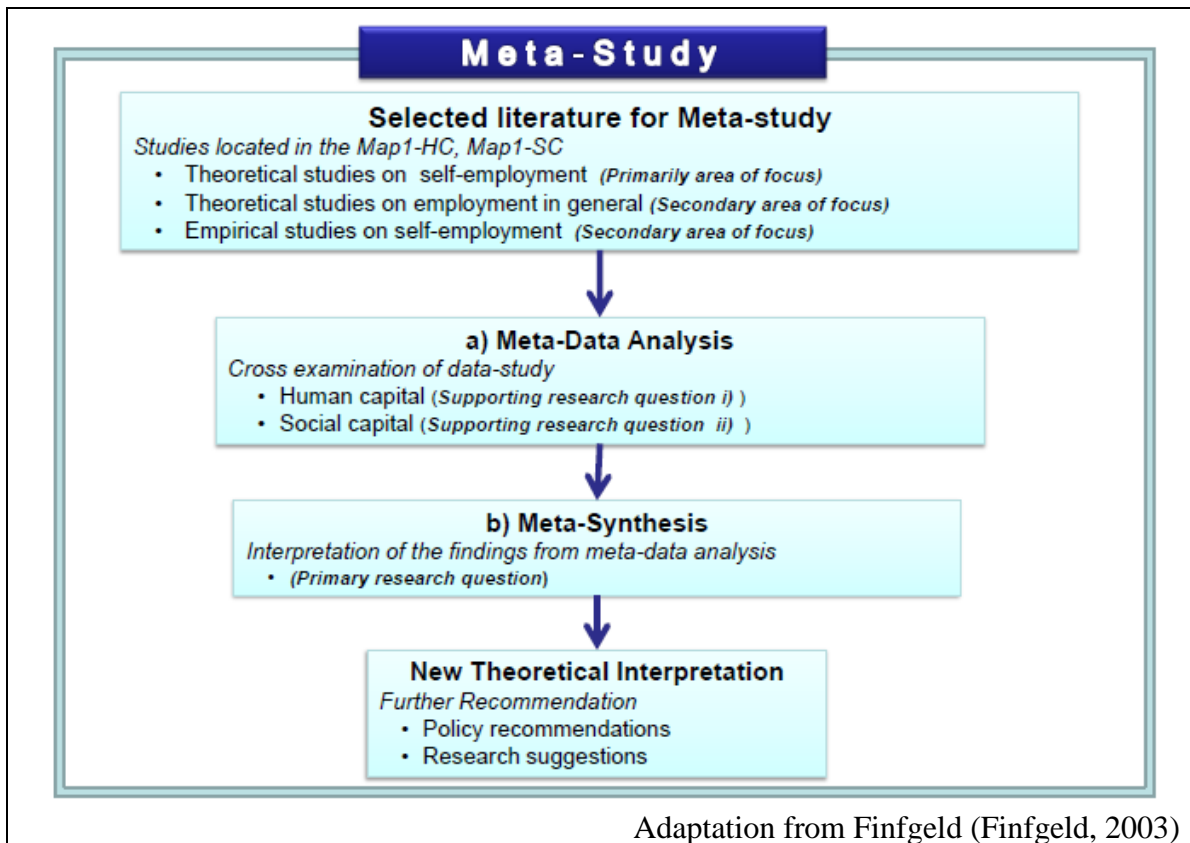 Meta-Study
Selected literature for Meta-study
Studies located in the Map1-HC, Map1-SC
• Theoretical studies on self-employment (Primarily area of focus)
• Theoretical studies on employment in general (Secondary area of focus)
• Empirical studies on self-employment (Secondary area of focus)
a) Meta-Data Analysis
Cross examination of data-study
• Human capital (Supporting research question i) )
• Social capital (Supporting research question ii) )
b) Meta-Synthesis
Interpretation of the findings from meta-data analysis
• (Primary research question)
New Theoretical Interpretation
Further Recommendation
• Policy recommendations
• Research suggestions
Adaptation from Finfgeld (Finfgeld, 2003)